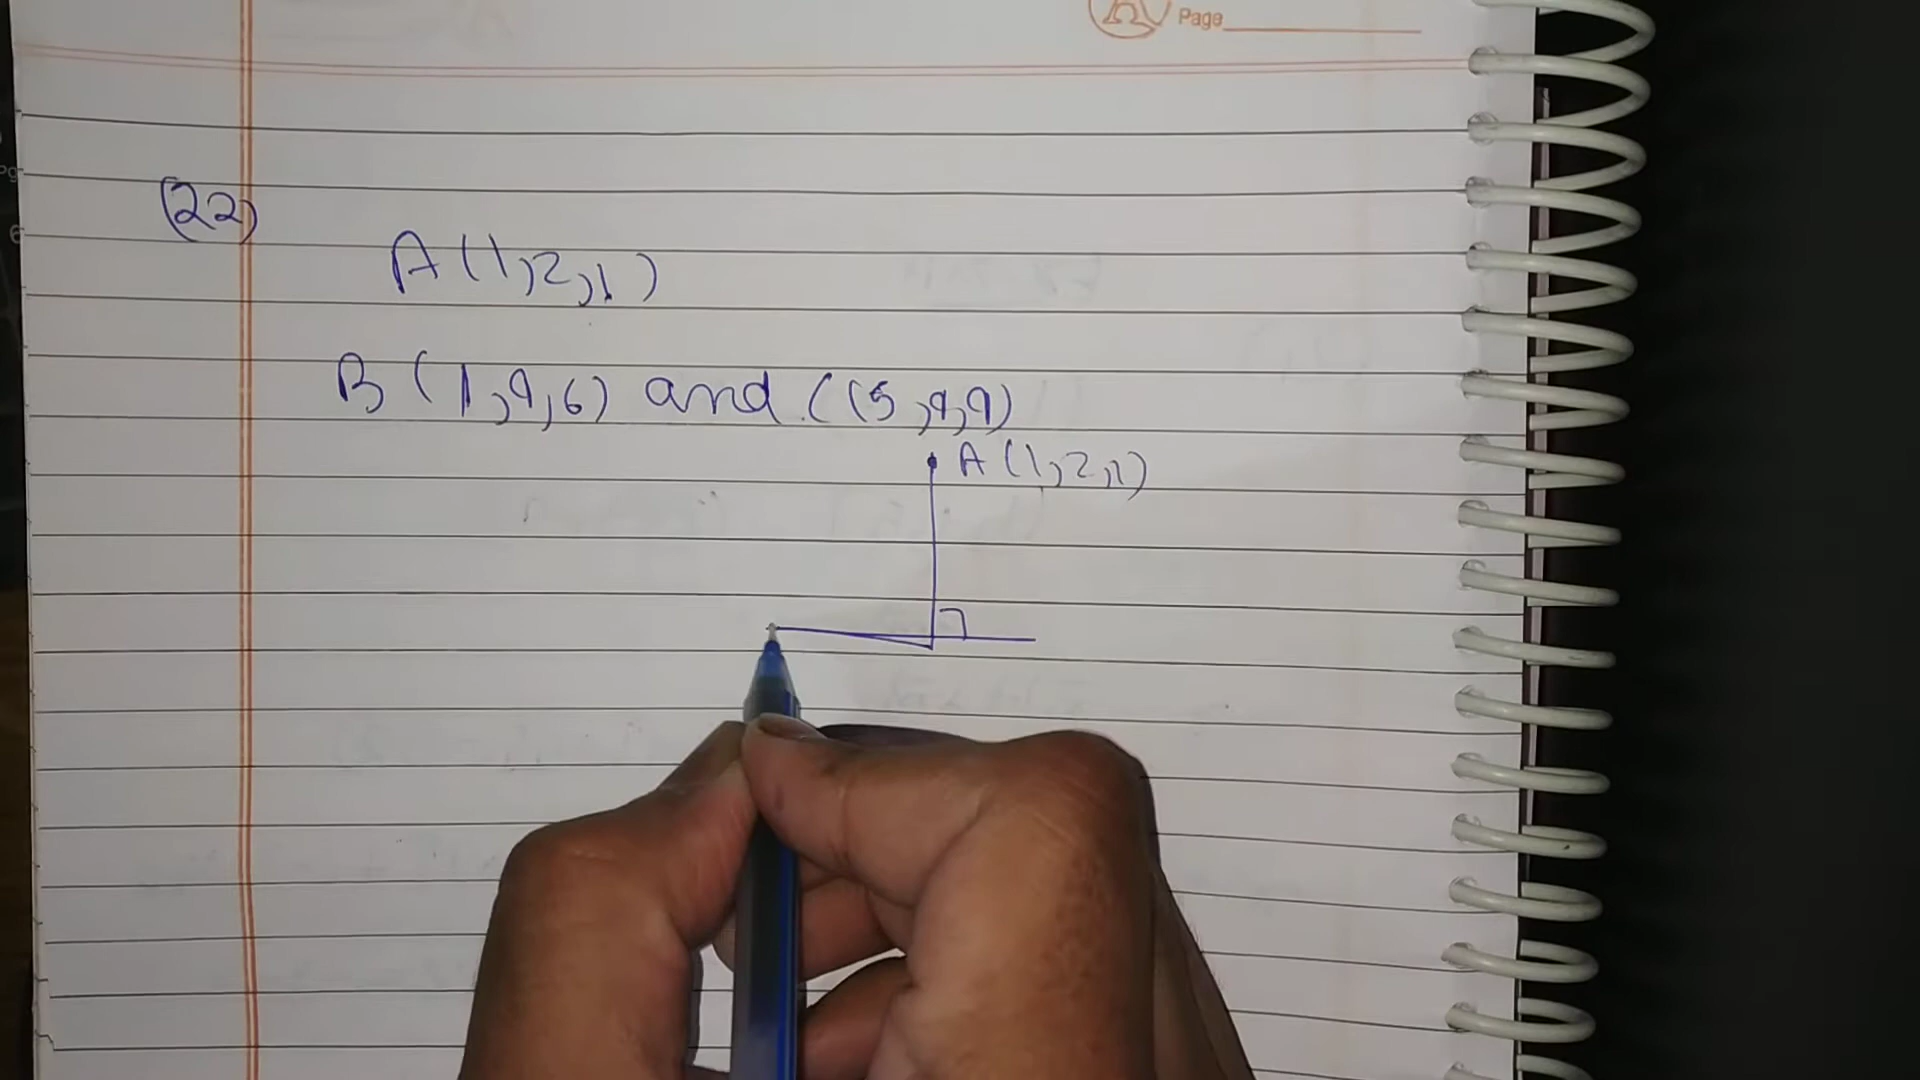 Page
(22)
A(1,2,1)
B(1,4,6) and C(5,4,4)
A(1,2,1)